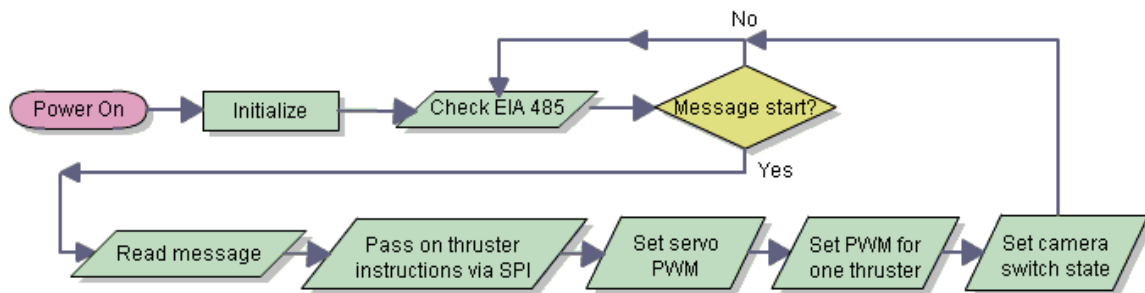 No
Power On
Initialize
Check EIA 485
Message start?
Yes
Read message
Pass on thruster
instructions via SPI
Set servo
PWM
Set PWM for
one thruster
Set camera
switch state